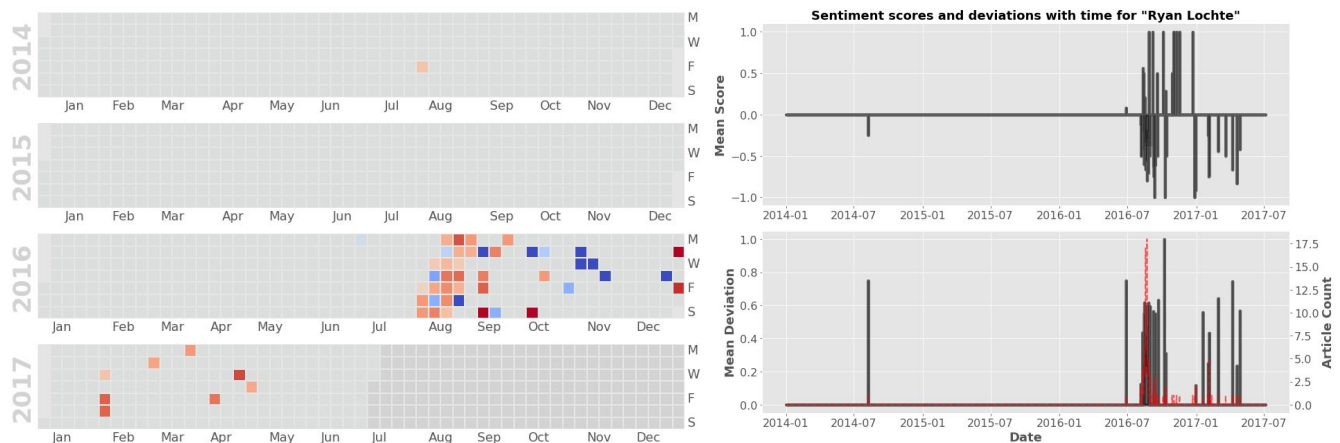 2014
M
W
F
S
Jan Feb Mar Apr May Jun Jul Aug Sep Oct Nov Dec
2015
M
W
F
S
Jan Feb Mar Apr May Jun Jul Aug Sep Oct Nov Dec
2016
M
W
F
S
Jan Feb Mar Apr May Jun Jul Aug Sep Oct Nov Dec
2017
M
W
F
S
Jan Feb Mar Apr May Jun Jul Aug Sep Oct Nov Dec
Sentiment scores and deviations with time for "Ryan Lochte"
Mean Score
1.0
0.5
0.0
−0.5
−1.0
2014-01 2014-07 2015-01 2015-07 2016-01 2016-07 2017-01 2017-07
Mean Deviation
1.0
0.8
0.6
0.4
0.2
0.0
17.5
15.0
12.5
10.0
7.5
5.0
2.5
0.0
Article Count
2014-01 2014-07 2015-01 2015-07 2016-01 2016-07 2017-01 2017-07
Date